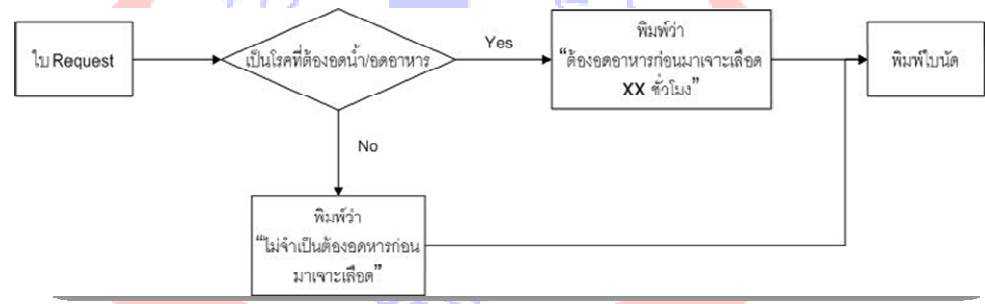 ใบ Request
เป็นโรคที่ต้องอดน้ำ/อดอาหาร
Yes
พิมพ์ว่า
“ต้องอดอาหารก่อนมาเจาะเลือด
XX ชั่วโมง”
พิมพ์ใบนัด
No
พิมพ์ว่า
“ไม่จำเป็นต้องอดหารก่อน
มาเจาะเลือด”